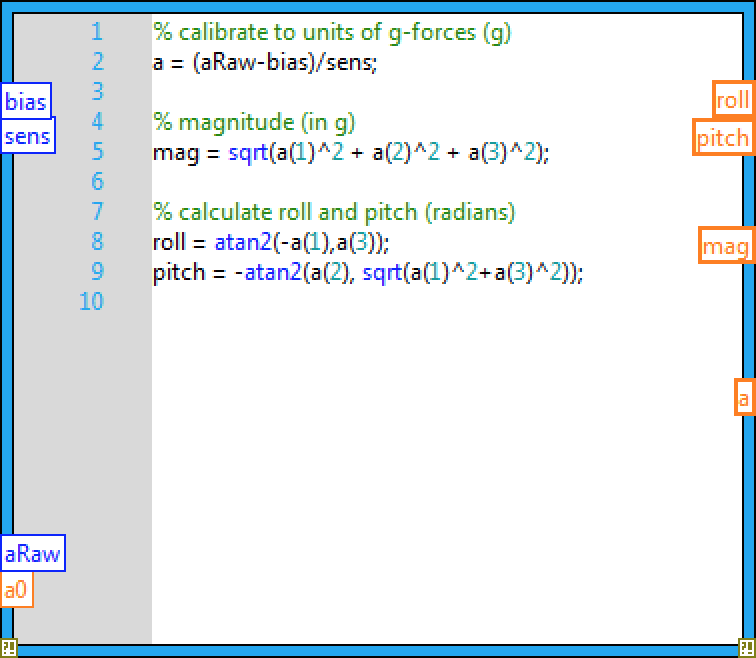 1 % calibrate to units of g-forces (g)
2 a = (aRaw-bias)/sens;
3
bias
roll
4 % magnitude (in g)
sens
pitch
5 mag = sqrt(a(1)^2 + a(2)^2 + a(3)^2);
6
7 % calculate roll and pitch (radians)
8 roll = atan2(-a(1),a(3));
mag
9 pitch = -atan2(a(2), sqrt(a(1)^2+a(3)^2));
10
a
aRaw
a0